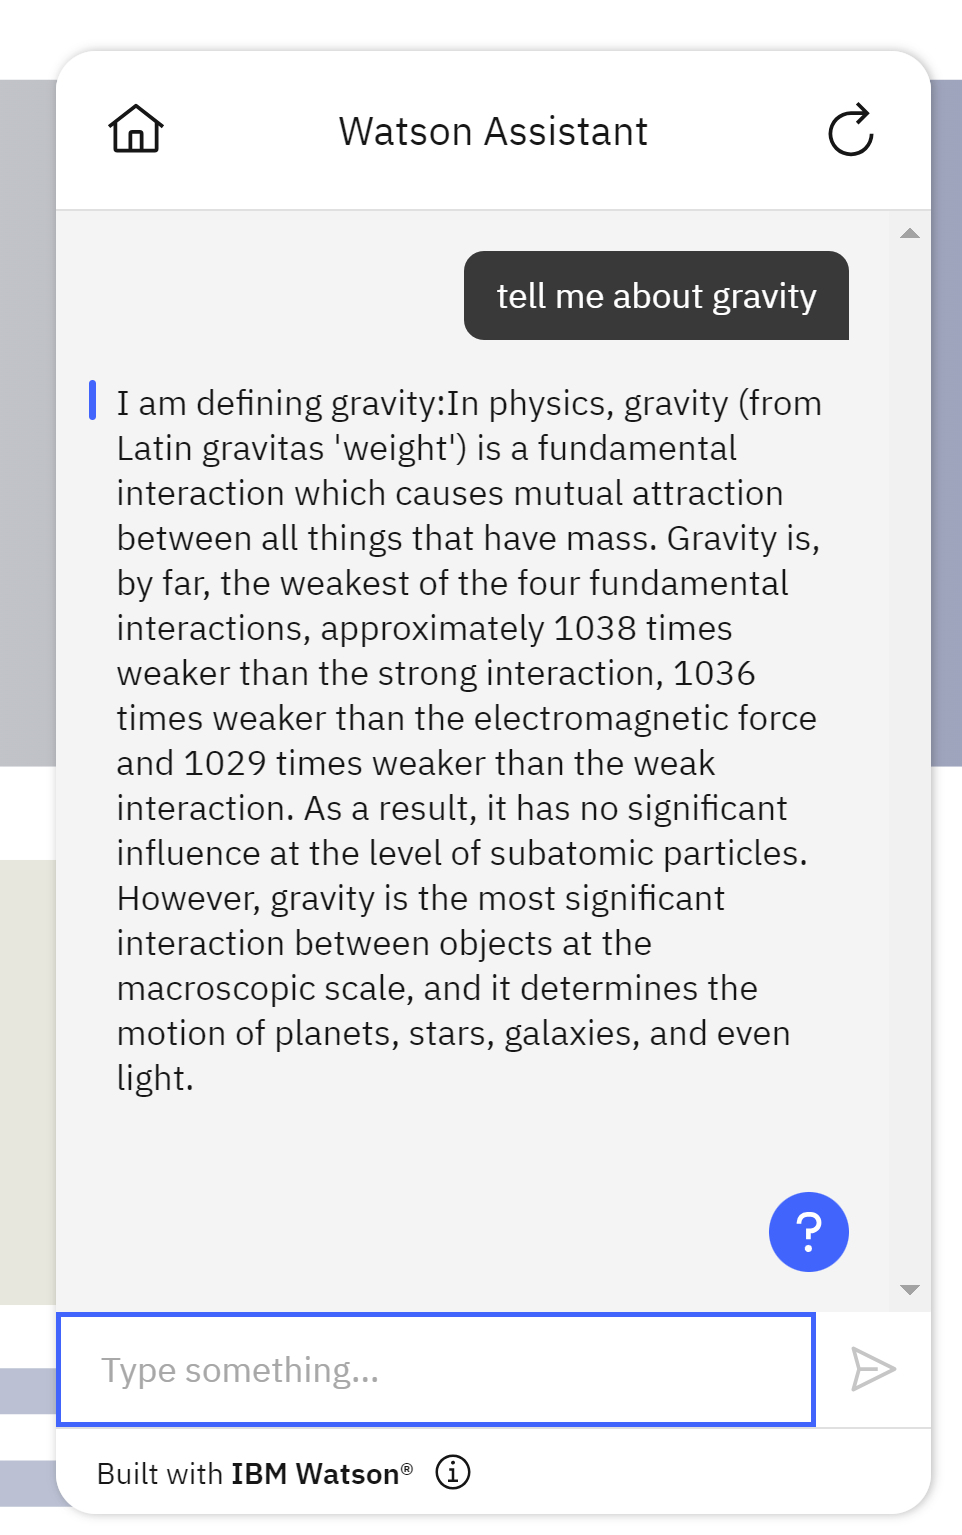 Watson Assistant
tell me about gravity
I am defining gravity:In physics, gravity (from
Latin gravitas 'weight') is a fundamental
interaction which causes mutual attraction
between all things that have mass. Gravity is,
by far, the weakest of the four fundamental
interactions, approximately 1038 times
weaker than the strong interaction, 1036
times weaker than the electromagnetic force
and 1029 times weaker than the weak
interaction. As a result, it has no significant
influence at the level of subatomic particles.
However, gravity is the most significant
interaction between objects at the
macroscopic scale, and it determines the
motion of planets, stars, galaxies, and even
light.
?
Type something...
Built with IBM Watson®